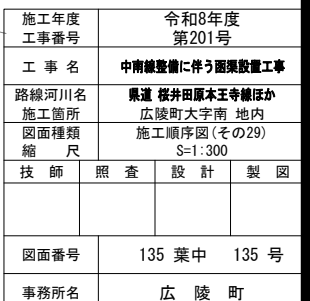 施工年度 令和8年度
工事番号 第201号
工事名 中南線整備に伴う函渠設置工事
路線河川名 県道 桜井田原本王寺線ほか
施工箇所 広陵町大字南 地内
図面種類 施工順序図(その29)
縮尺 S=1:300
技師 照査 設計 製図
図面番号 135 葉中 135 号
事務所名 広陵町